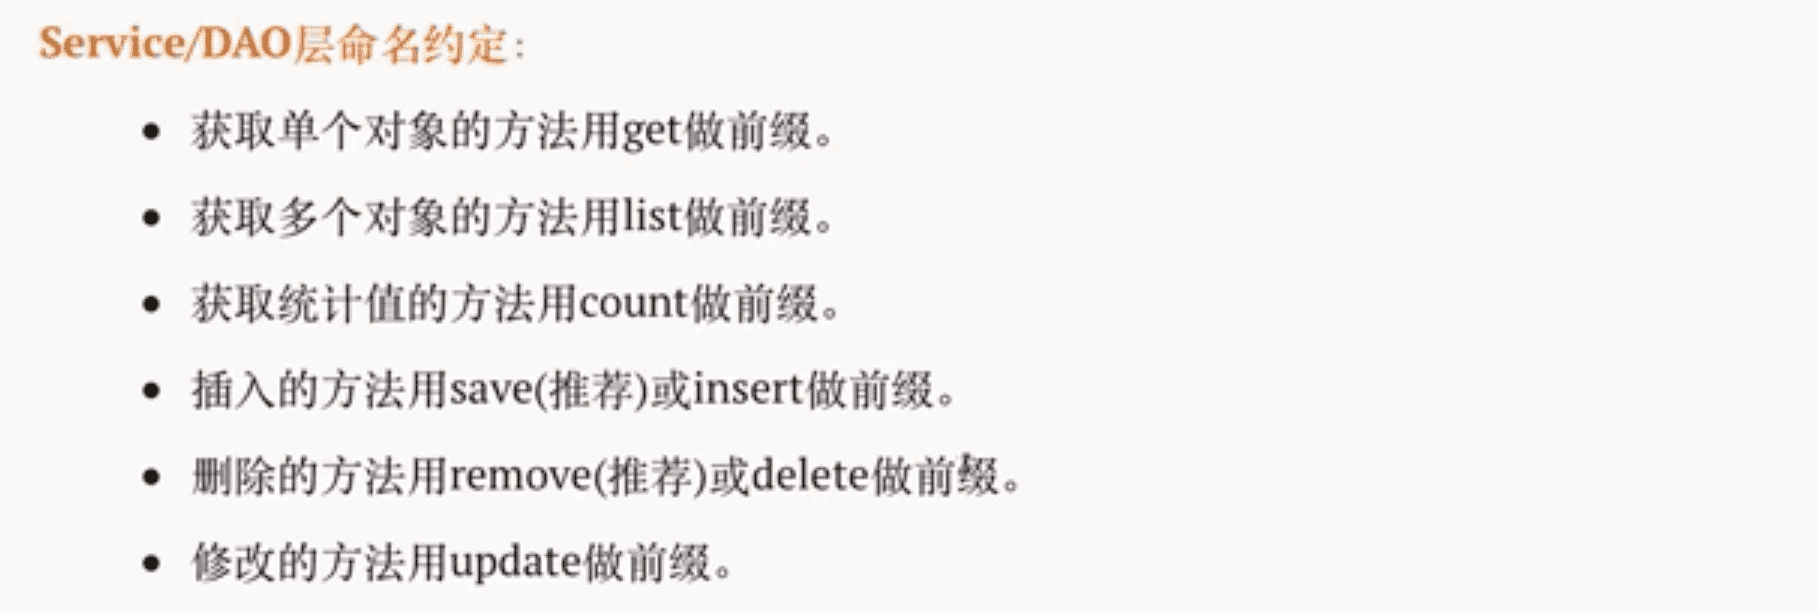 Service/DAO层命名约定:
• 获取单个对象的方法用get做前缀。
• 获取多个对象的方法用list做前缀。
• 获取统计值的方法用count做前缀。
• 插入的方法用save(推荐)或insert做前缀。
• 删除的方法用remove(推荐)或delete做前缀。
• 修改的方法用update做前缀。